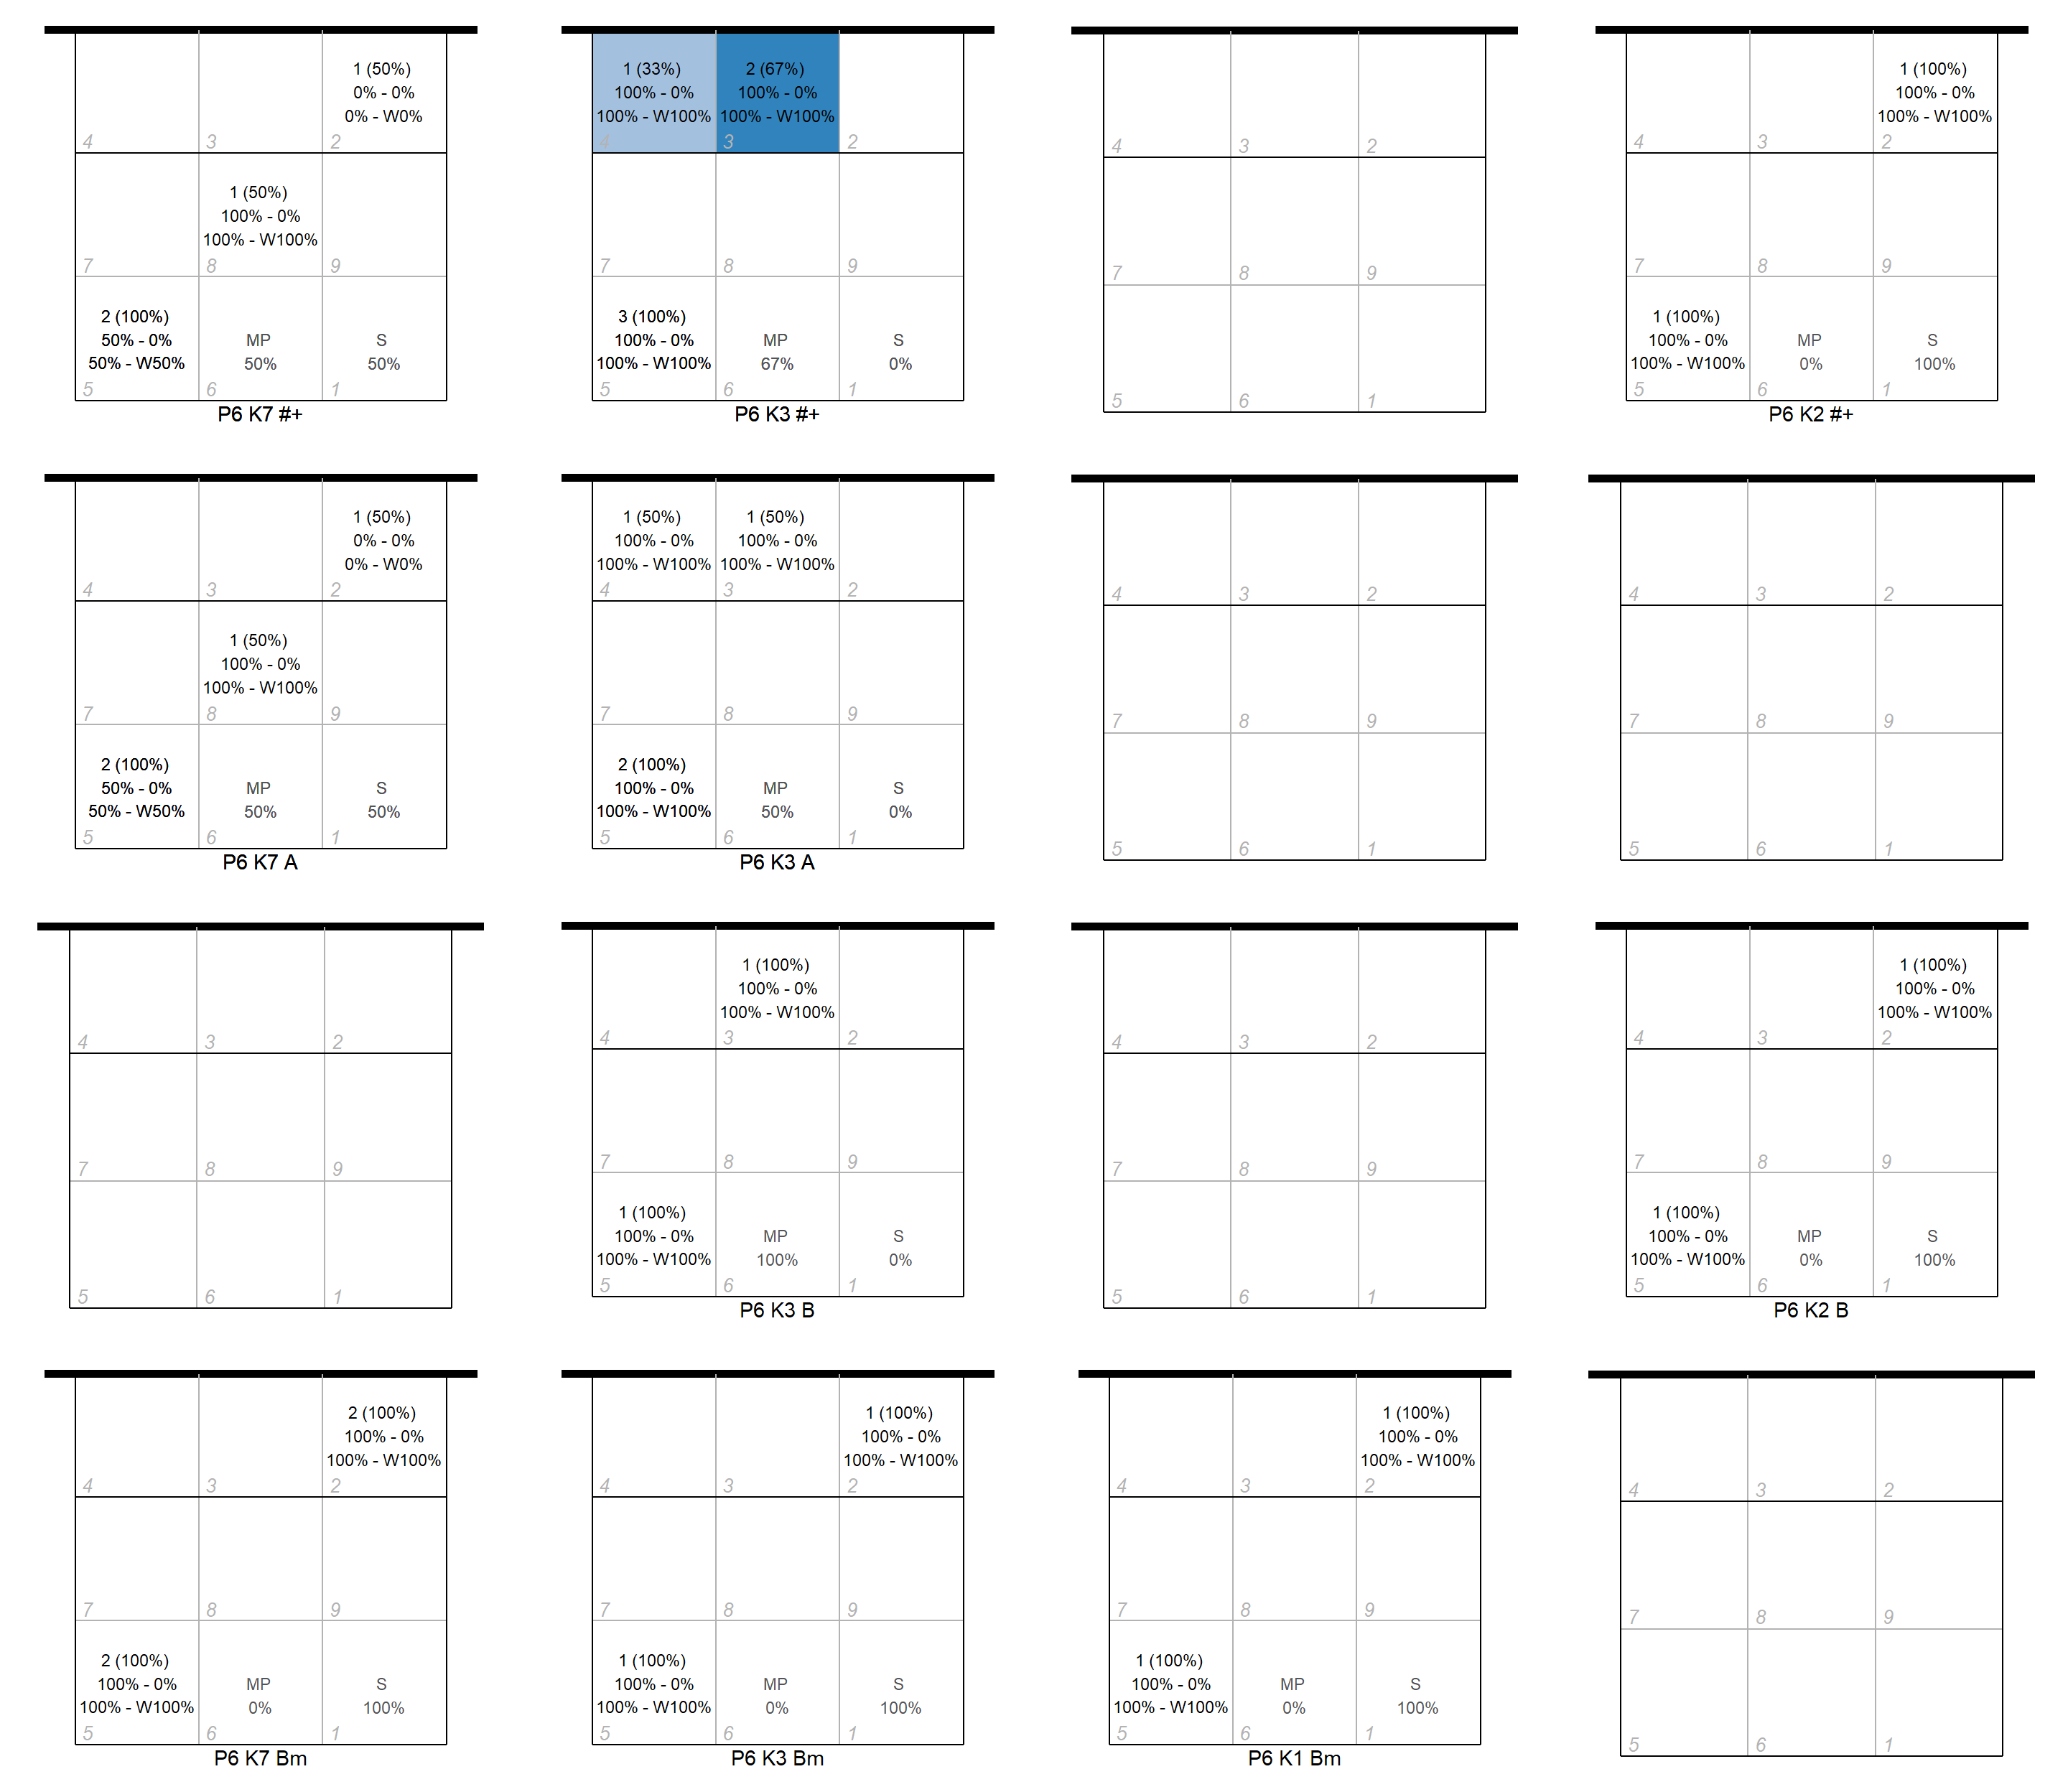 1 (50%)
0% - 0%
0% - W0%
4 3 2
1 (50%)
100% - 0%
100% - W100%
7 8 9
2 (100%)
50% - 0% MP S
50% - W50% 50% 50%
5 6 1
P6 K7 #+
1 (33%) 2 (67%)
100% - 0% 100% - 0%
100% - W100% 100% - W100%
4 3 2
7 8 9
3 (100%)
100% - 0% MP S
100% - W100% 67% 0%
5 6 1
P6 K3 #+
4 3 2
7 8 9
5 6 1
1 (100%)
100% - 0%
100% - W100%
4 3 2
7 8 9
1 (100%)
100% - 0% MP S
100% - W100% 0% 100%
5 6 1
P6 K2 #+
1 (50%)
0% - 0%
0% - W0%
4 3 2
1 (50%)
100% - 0%
100% - W100%
7 8 9
2 (100%)
50% - 0% MP S
50% - W50% 50% 50%
5 6 1
P6 K7 A
1 (50%) 1 (50%)
100% - 0% 100% - 0%
100% - W100% 100% - W100%
4 3 2
7 8 9
2 (100%)
100% - 0% MP S
100% - W100% 50% 0%
5 6 1
P6 K3 A
4 3 2
7 8 9
5 6 1
4 3 2
7 8 9
5 6 1
4 3 2
7 8 9
5 6 1
1 (100%)
100% - 0%
100% - W100%
4 3 2
7 8 9
1 (100%)
100% - 0% MP S
100% - W100% 100% 0%
5 6 1
P6 K3 B
4 3 2
7 8 9
5 6 1
1 (100%)
100% - 0%
100% - W100%
4 3 2
7 8 9
1 (100%)
100% - 0% MP S
100% - W100% 0% 100%
5 6 1
P6 K2 B
2 (100%)
100% - 0%
100% - W100%
4 3 2
7 8 9
2 (100%)
100% - 0% MP S
100% - W100% 0% 100%
5 6 1
P6 K7 Bm
1 (100%)
100% - 0%
100% - W100%
4 3 2
7 8 9
1 (100%)
100% - 0% MP S
100% - W100% 0% 100%
5 6 1
P6 K3 Bm
1 (100%)
100% - 0%
100% - W100%
4 3 2
7 8 9
1 (100%)
100% - 0% MP S
100% - W100% 0% 100%
5 6 1
P6 K1 Bm
4 3 2
7 8 9
5 6 1